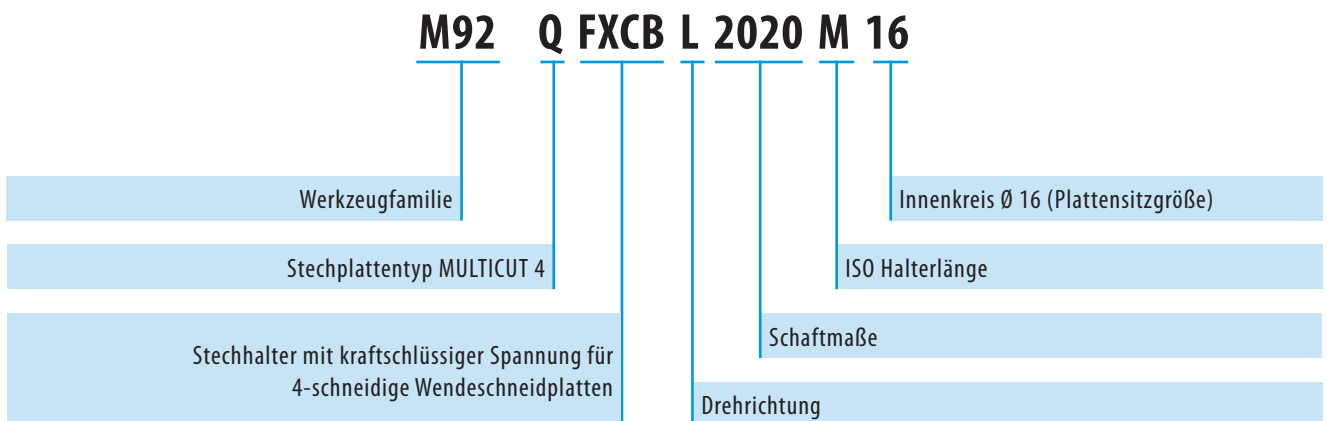 M92 Q FXCB L 2020 M 16
Werkzeugfamilie
Innenkreis Ø 16 (Plattensitzgröße)
Stechplattentyp MULTICUT 4
ISO Halterlänge
Schaftmaße
Stechhalter mit kraftschlüssiger Spannung für
4-schneidige Wendeschneidplatten
Drehrichtung